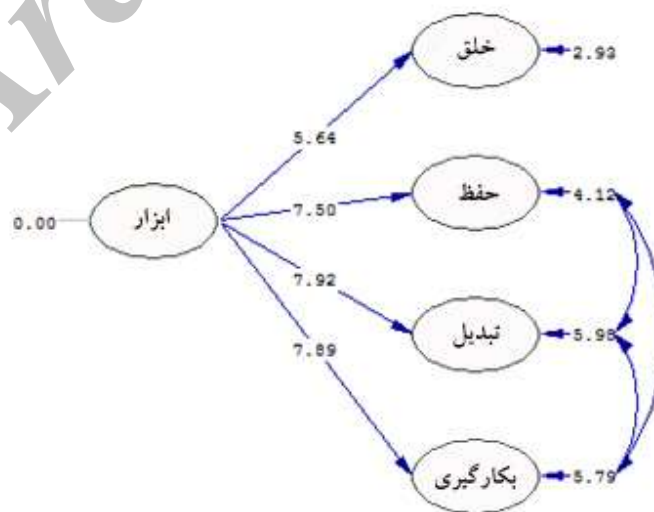 خلق
2.93
5.64
حفظ
4.12
7.50
ابزار
0.00
7.92
تبدیل
5.98
7.89
بکارگیری
5.79